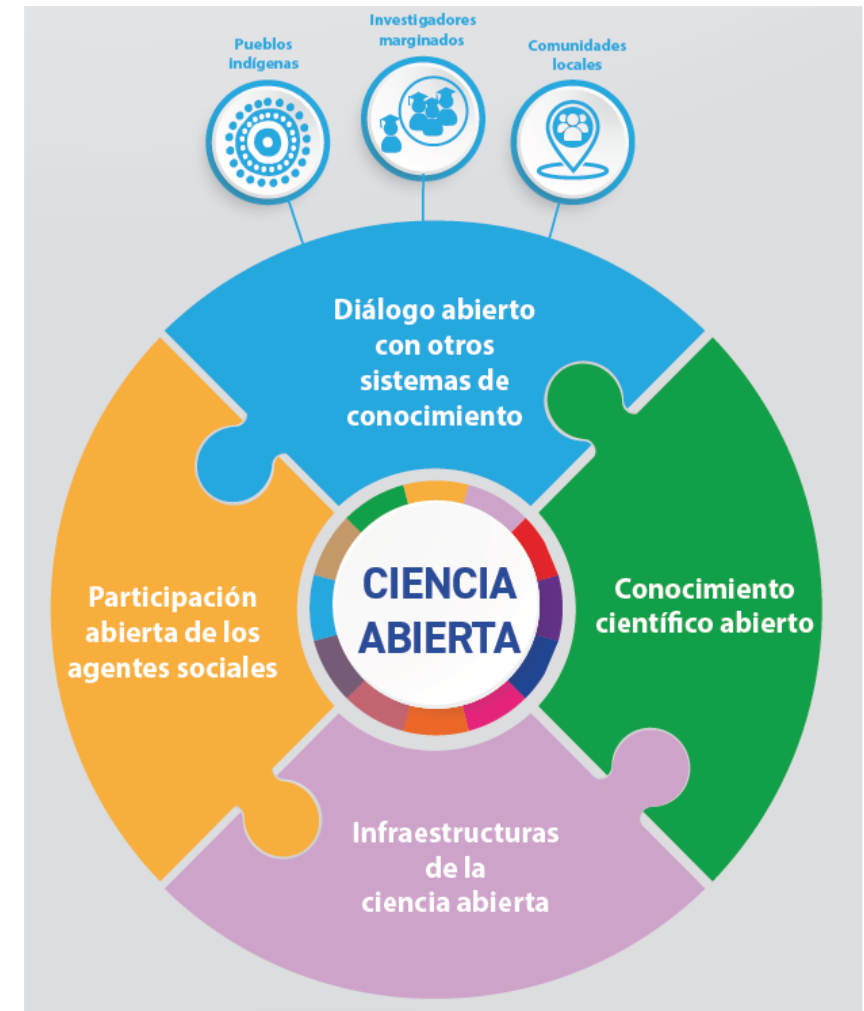 Pueblos
indígenas
Investigadores
marginados
Comunidades
locales
Diálogo abierto
con otros
sistemas de
conocimiento
Participación
abierta de los
agentes sociales
CIENCIA
ABIERTA
Conocimiento
científico abierto
Infraestructuras
de la
ciencia abierta